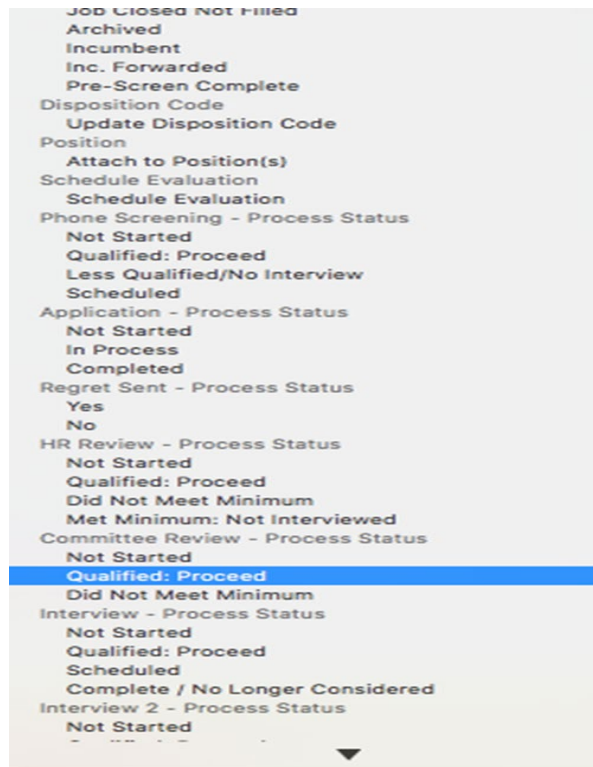 Job Closed Not Filled
Archived
Incumbent
Inc. Forwarded
Pre-Screen Complete
Disposition Code
Update Disposition Code
Position
Attach to Position(s)
Schedule Evaluation
Schedule Evaluation
Phone Screening - Process Status
Not Started
Qualified: Proceed
Less Qualified/No Interview
Scheduled
Application - Process Status
Not Started
In Process
Completed
Regret Sent - Process Status
Yes
No
HR Review - Process Status
Not Started
Qualified: Proceed
Did Not Meet Minimum
Met Minimum: Not Interviewed
Committee Review - Process Status
Not Started
Qualified: Proceed
Did Not Meet Minimum
Interview - Process Status
Not Started
Qualified: Proceed
Scheduled
Complete / No Longer Considered
Interview 2 - Process Status
Not Started